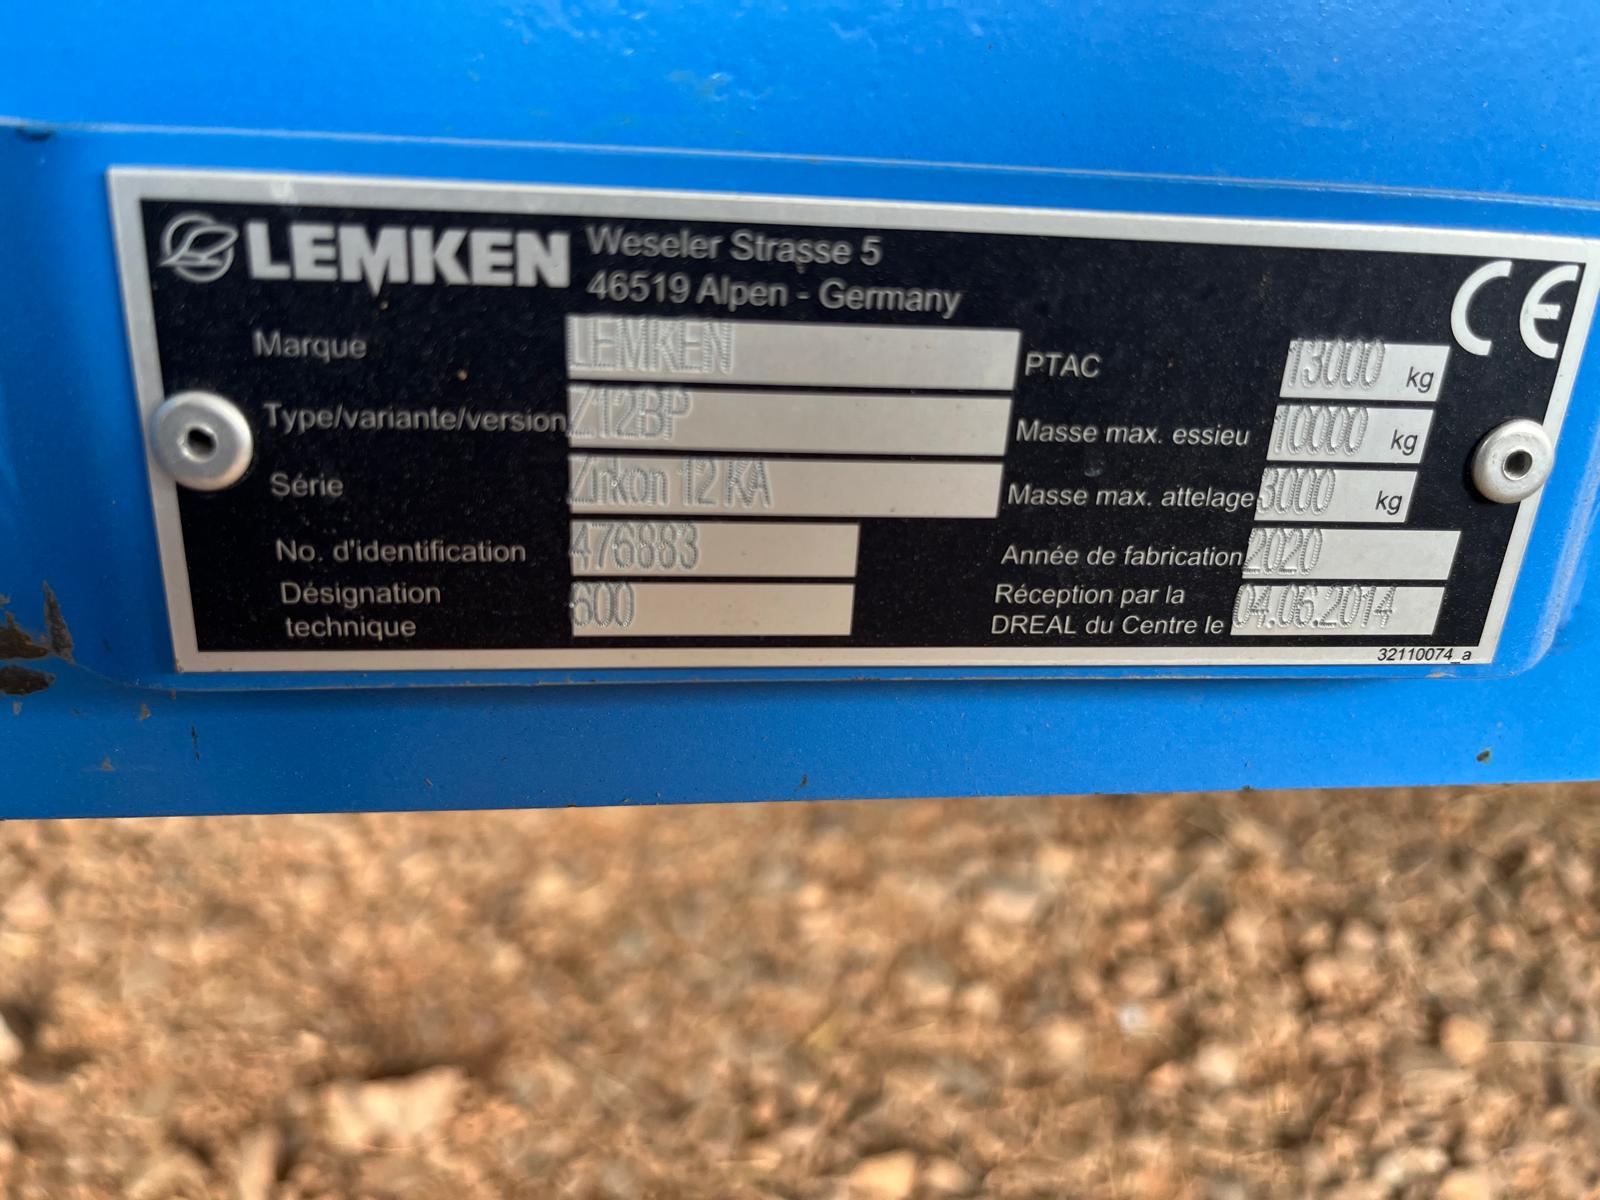 LEMKEN
Weseler Strasse 5
46519 Alpen - Germany
CE
Marque LEMKEN
Type/variante/version Z12BP
Série Zirkon 12 KA
No. d'identification 476883
Désignation
technique 600
PTAC 13000 kg
Masse max. essieu 10000 kg
Masse max. attelage 3000 kg
Année de fabrication 2020
Réception par la
DREAL du Centre le 04.06.2014
32110074_a